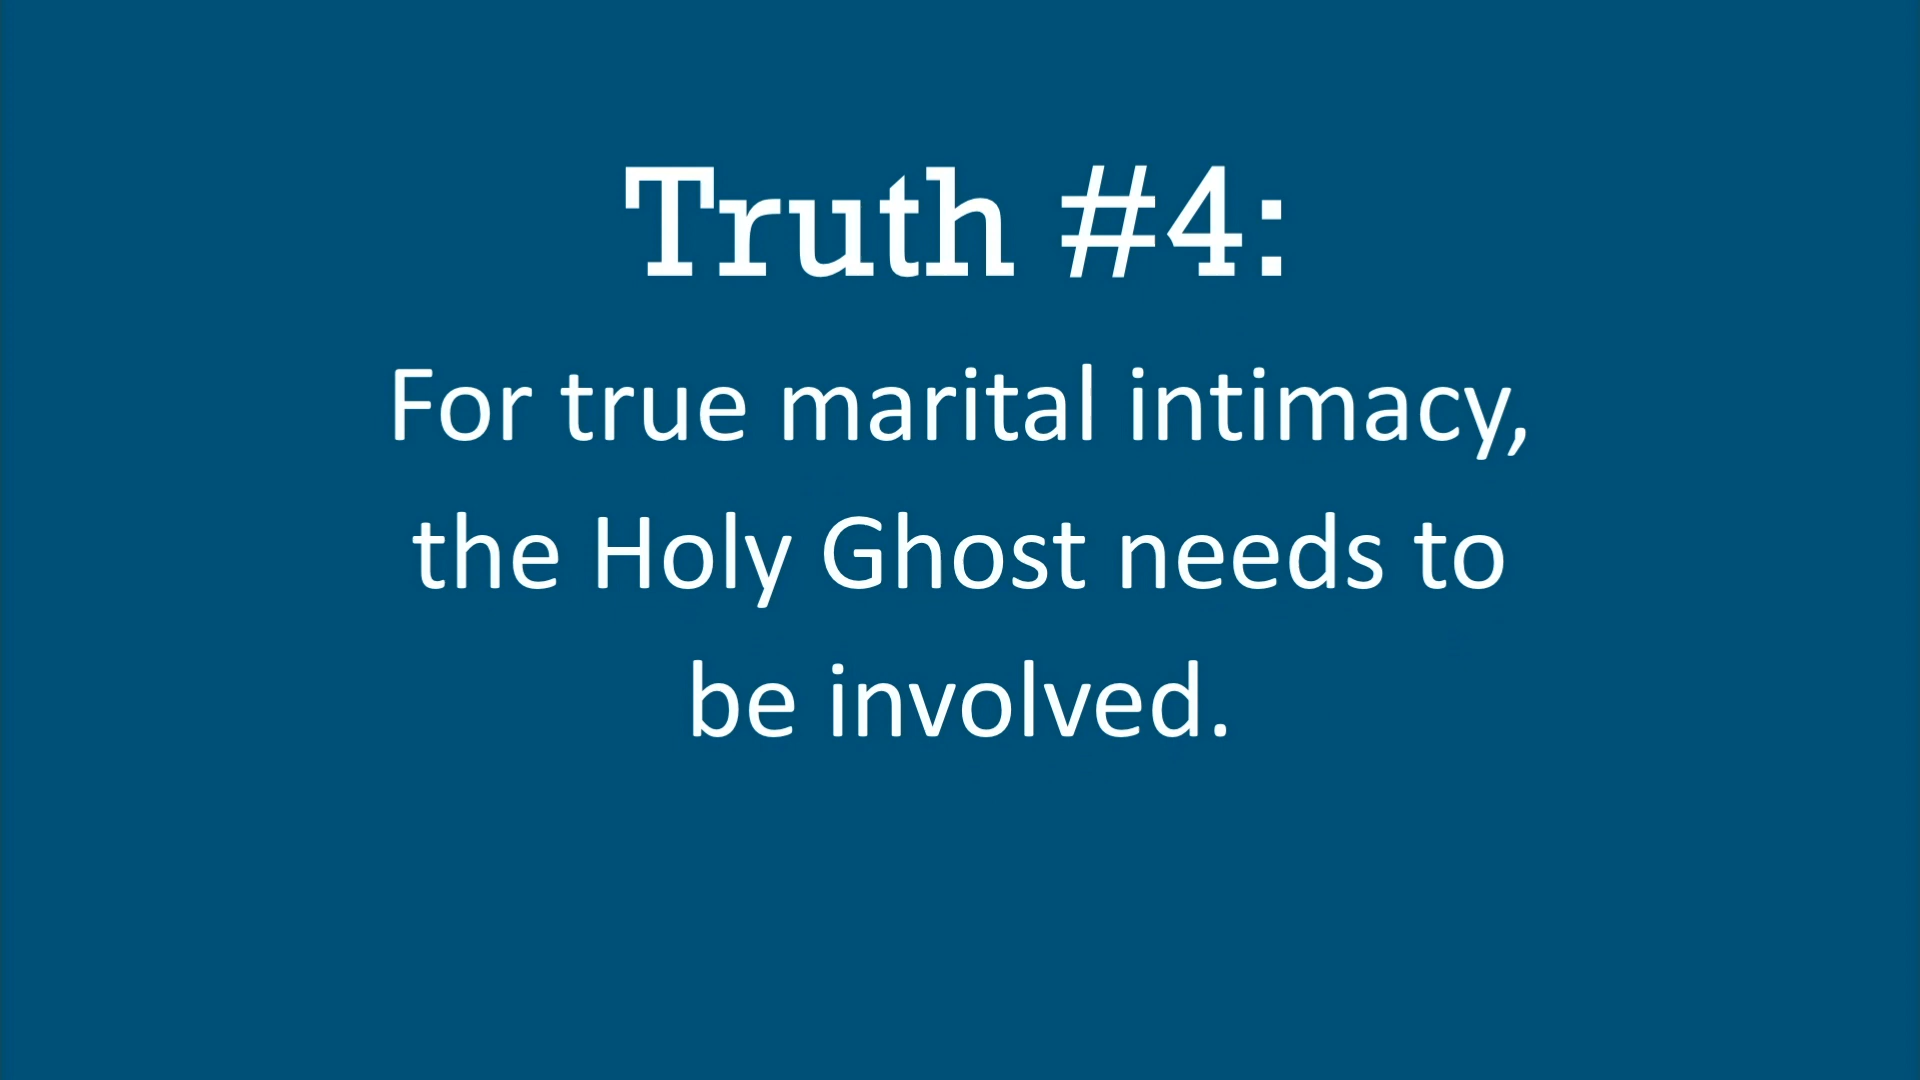 Truth #4:
For true marital intimacy,
the Holy Ghost needs to
be involved.